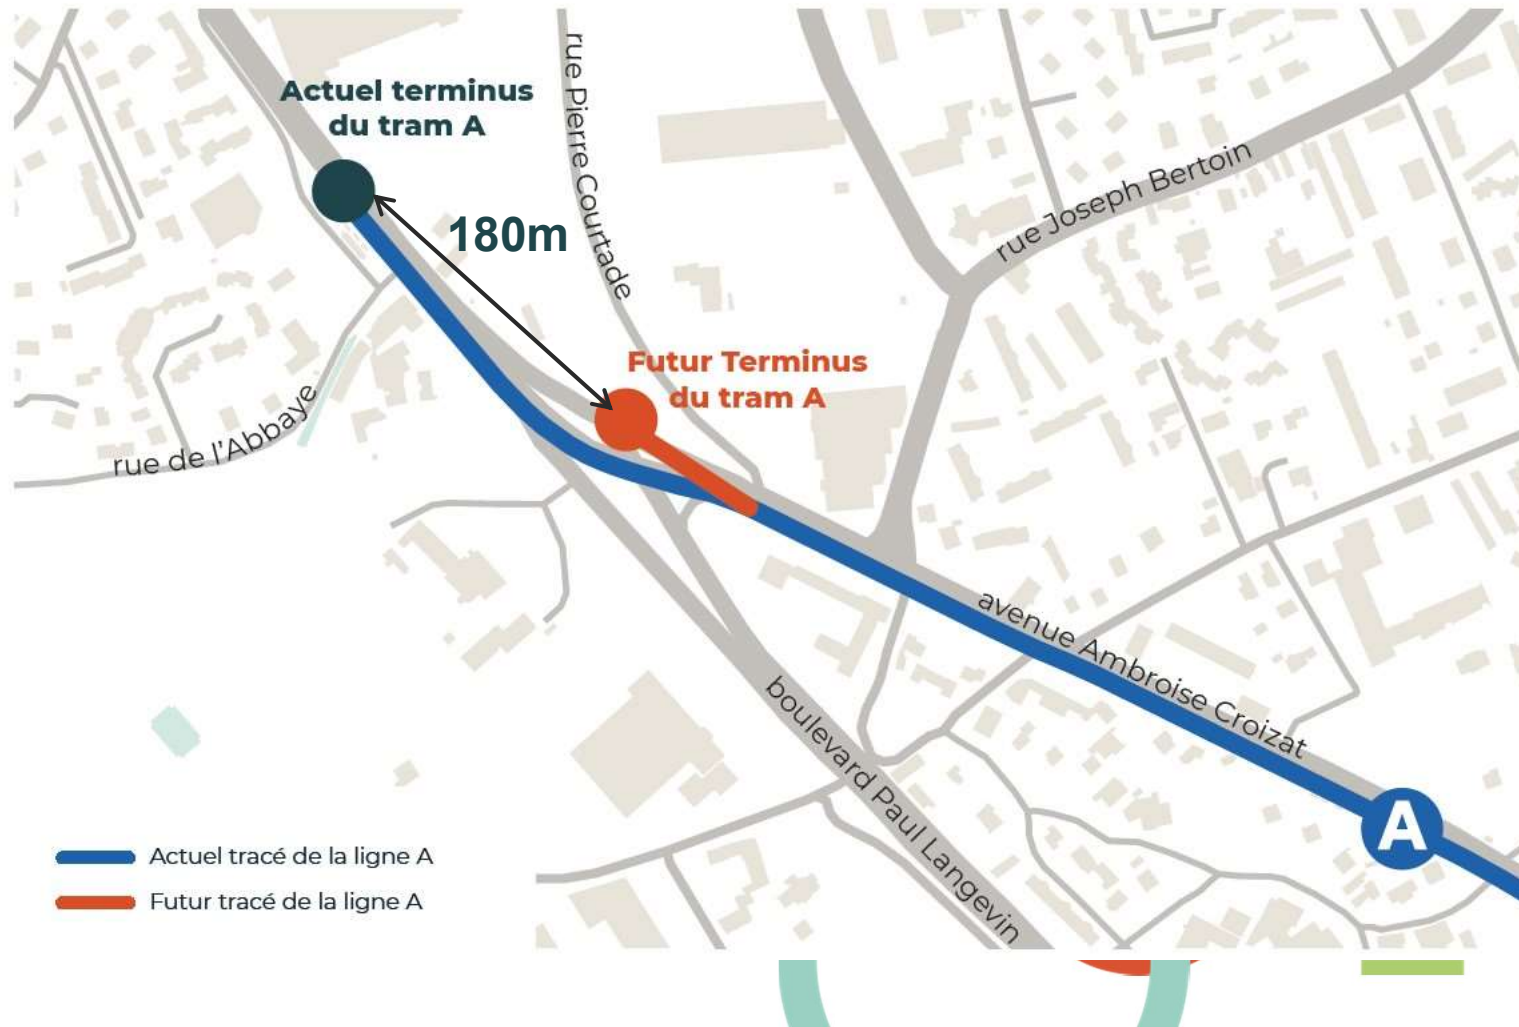 Actuel terminus
du tram A
rue Pierre Courtade
180m
rue Joseph Bertoin
Futur Terminus
du tram A
rue de l'Abbaye
avenue Ambroise Croizat
boulevard Paul Langevin
A
Actuel tracé de la ligne A
Futur tracé de la ligne A